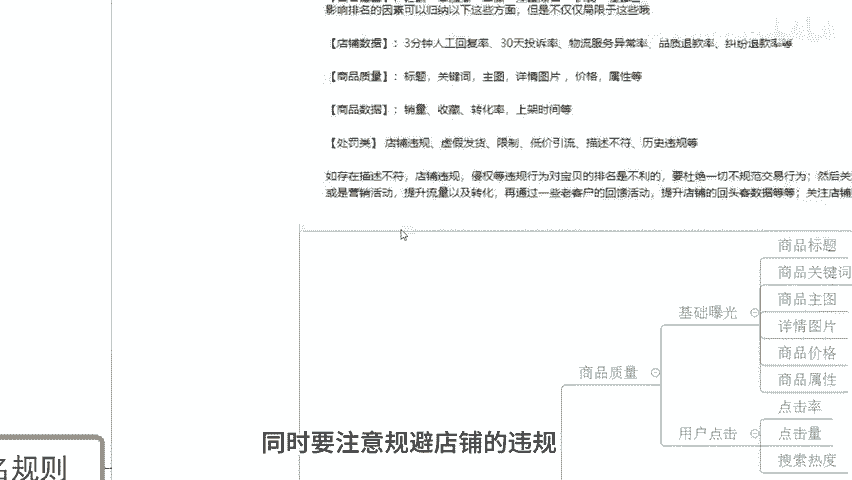 影响排名的因素可以归纳以下这些方面，但是不仅仅局限于这些哦
【店铺数据】：3分钟人工回复率、30天投诉率、物流服务异常率、品质退款率、纠纷退款率等
【商品质量】：标题，关键词，主图，详情图片，价格，属性等
【商品数据】：销量、收藏、转化率，上架时间等
【处罚类】 店铺违规、虚假发货、限制、低价引流、描述不符、历史违规等
如存在描述不符，店铺违规，侵权等违规行为对宝贝的排名是不利的，要杜绝一切不规范交易行为；然后关
或是营销活动，提升流量以及转化，再通过一些老客户的回馈活动，提升店铺的回头客数据等等；关注店铺
商品标题
商品关键词
商品主图
基础曝光
详情图片
商品价格
商品质量
商品属性
点击率
用户点击
点击量
搜索热度
同时要注意规避店铺的违规
名规则